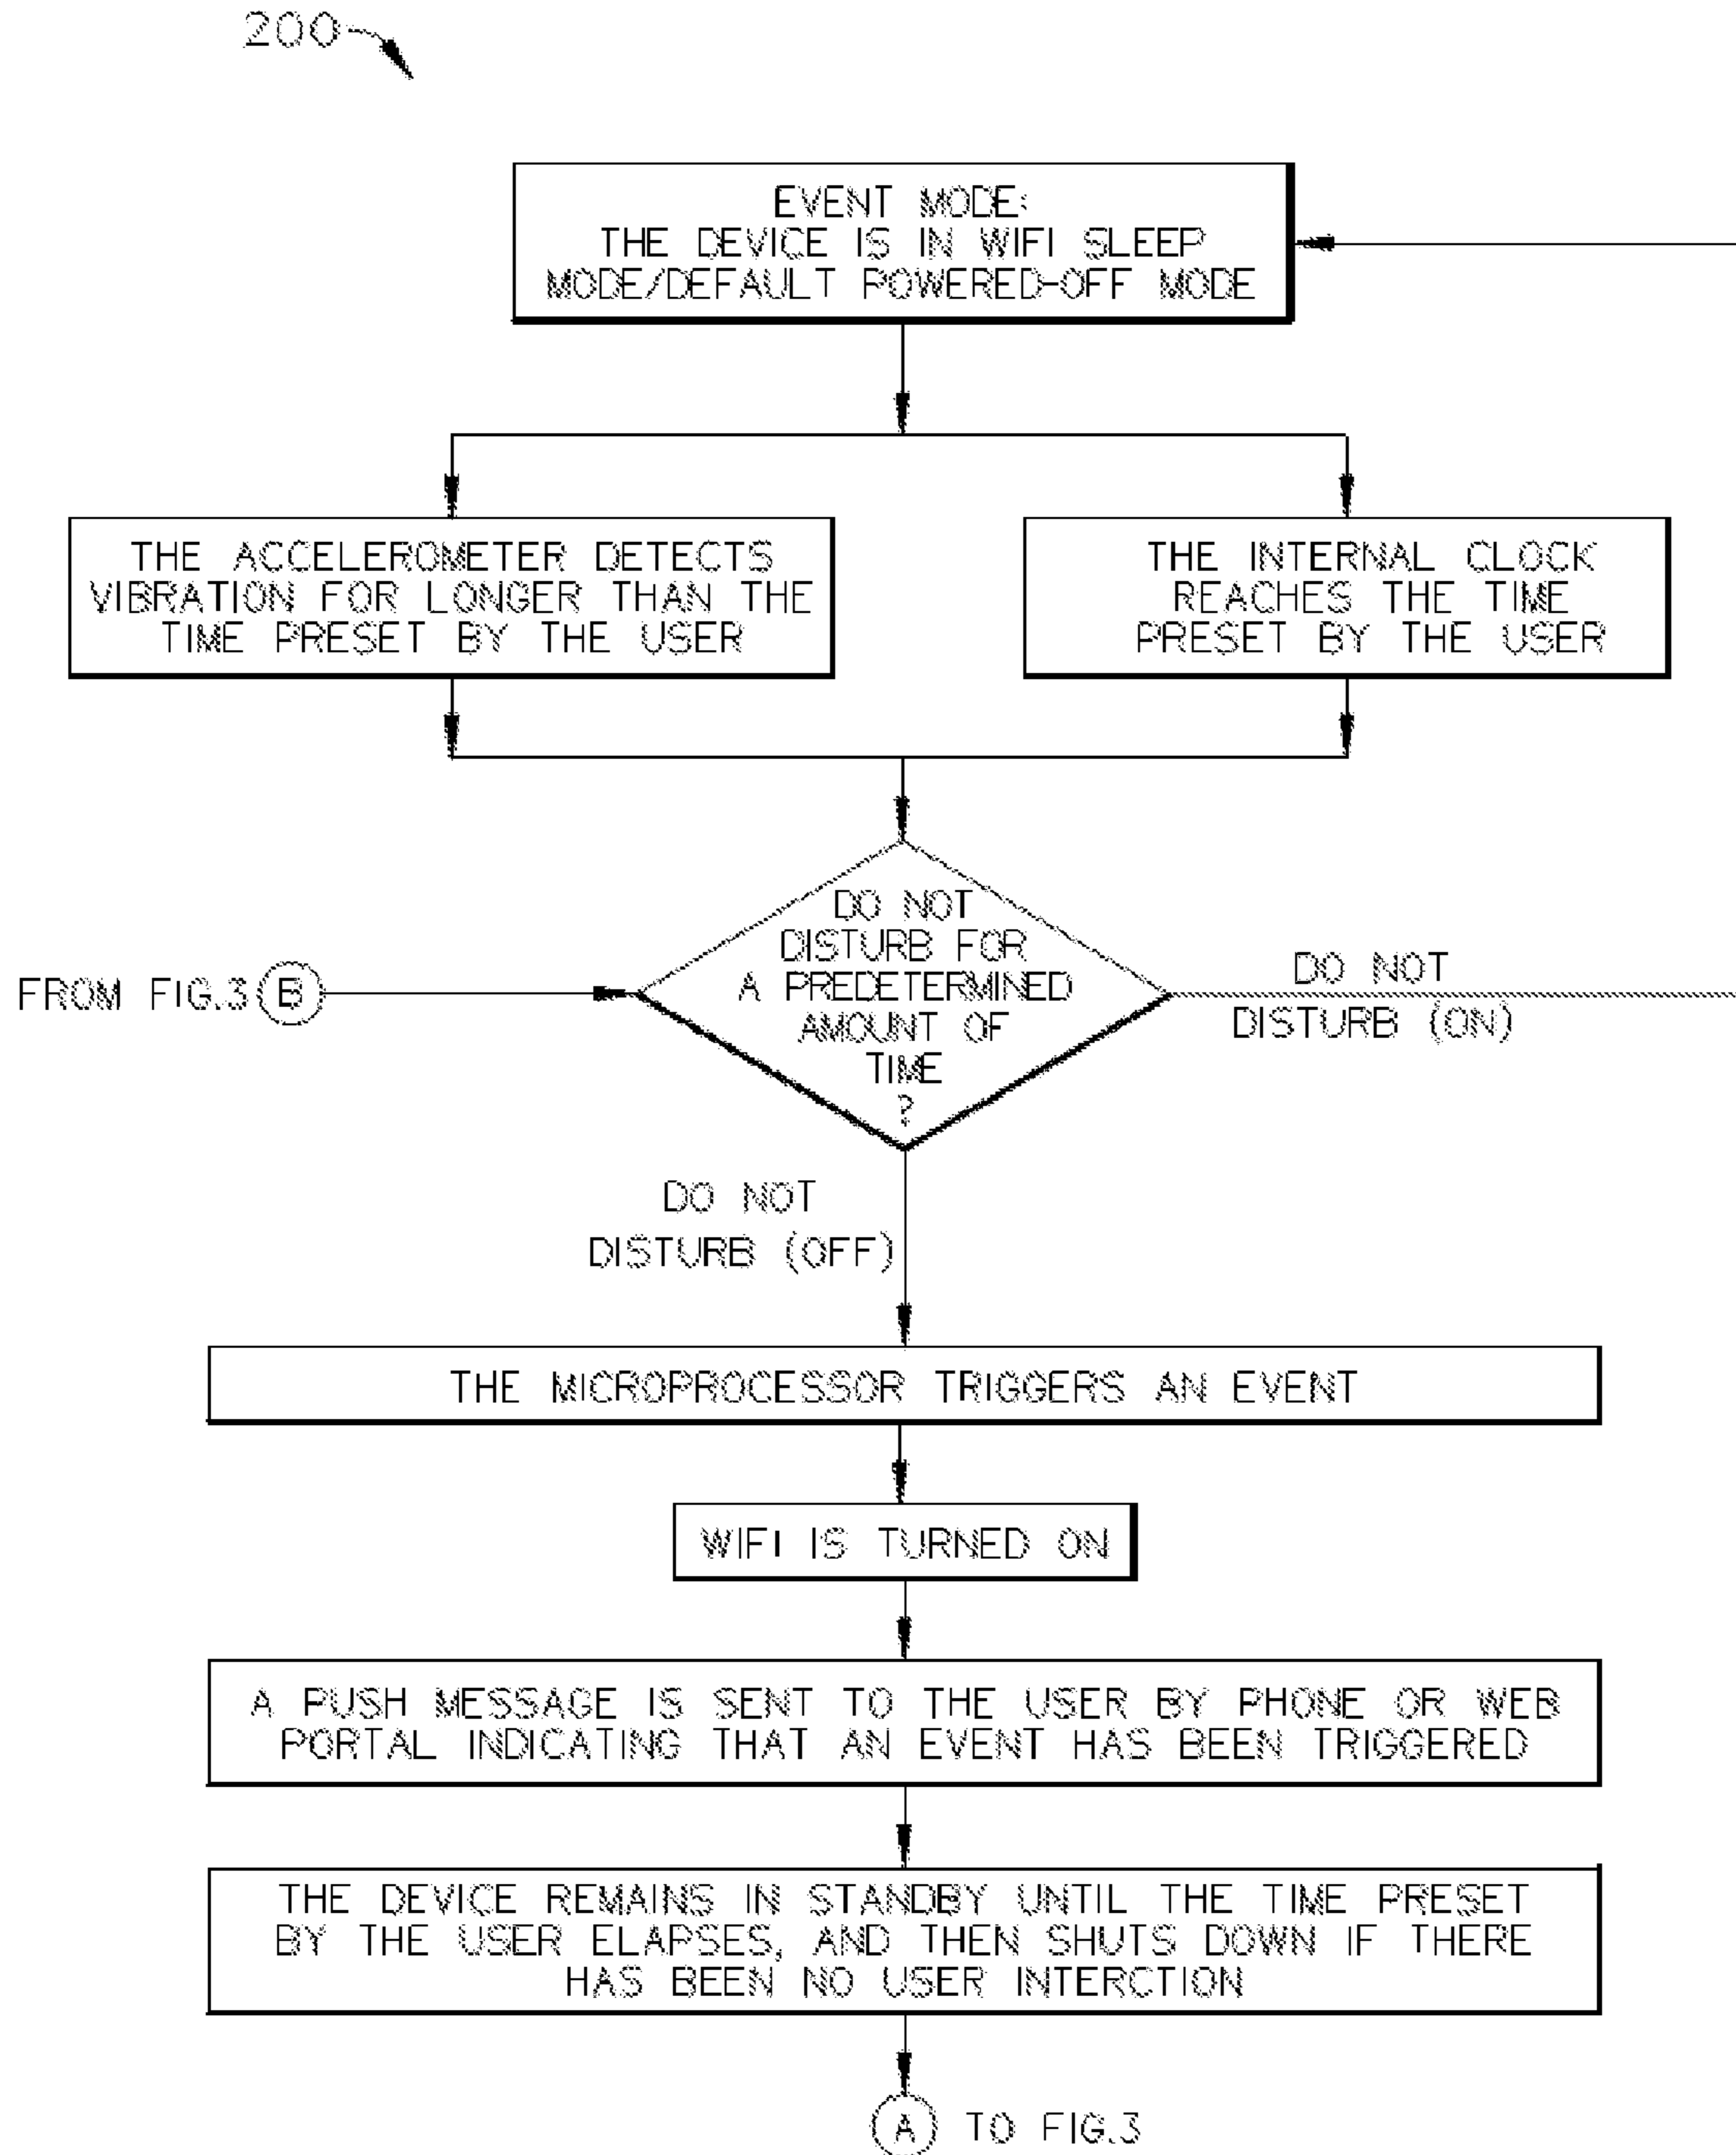 200
EVENT MODE:
THE DEVICE IS IN WIFI SLEEP
MODE/DEFAULT POWERED-OFF MODE
THE ACCELEROMETER DETECTS
VIBRATION FOR LONGER THAN THE
TIME PRESET BY THE USER
THE INTERNAL CLOCK
REACHES THE TIME
PRESET BY THE USER
DO NOT
DISTURB FOR
A PREDETERMINED
AMOUNT OF
TIME
?
FROM FIG.3 B
DO NOT
DISTURB (ON)
DO NOT
DISTURB (OFF)
THE MICROPROCESSOR TRIGGERS AN EVENT
WIFI IS TURNED ON
A PUSH MESSAGE IS SENT TO THE USER BY PHONE OR WEB
PORTAL INDICATING THAT AN EVENT HAS BEEN TRIGGERED
THE DEVICE REMAINS IN STANDBY UNTIL THE TIME PRESET
BY THE USER ELAPSES, AND THEN SHUTS DOWN IF THERE
HAS BEEN NO USER INTERCTION
A TO FIG.3